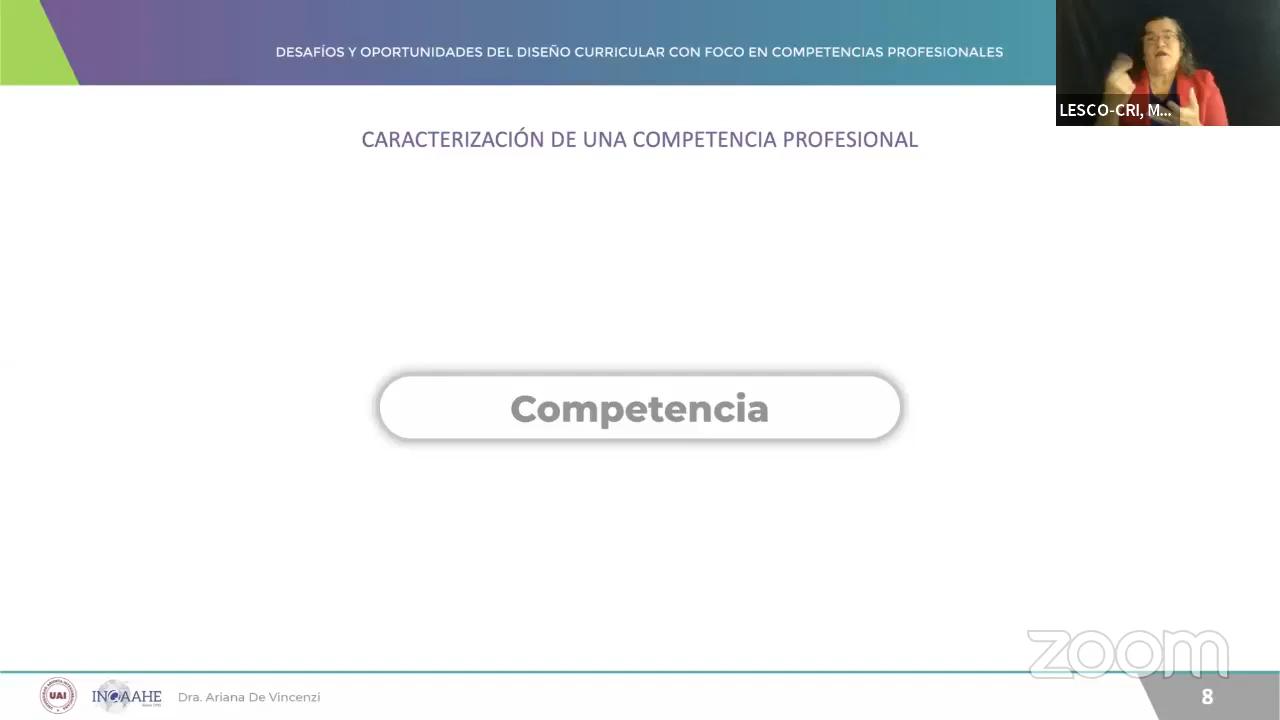 DESAFÍOS Y OPORTUNIDADES DEL DISEÑO CURRICULAR CON FOCO EN COMPETENCIAS PROFESIONALES
LESCO-CRI, M...
CARACTERIZACIÓN DE UNA COMPETENCIA PROFESIONAL
Competencia
zoom
UAI
INQAAHE
Dra. Ariana De Vincenzi
8